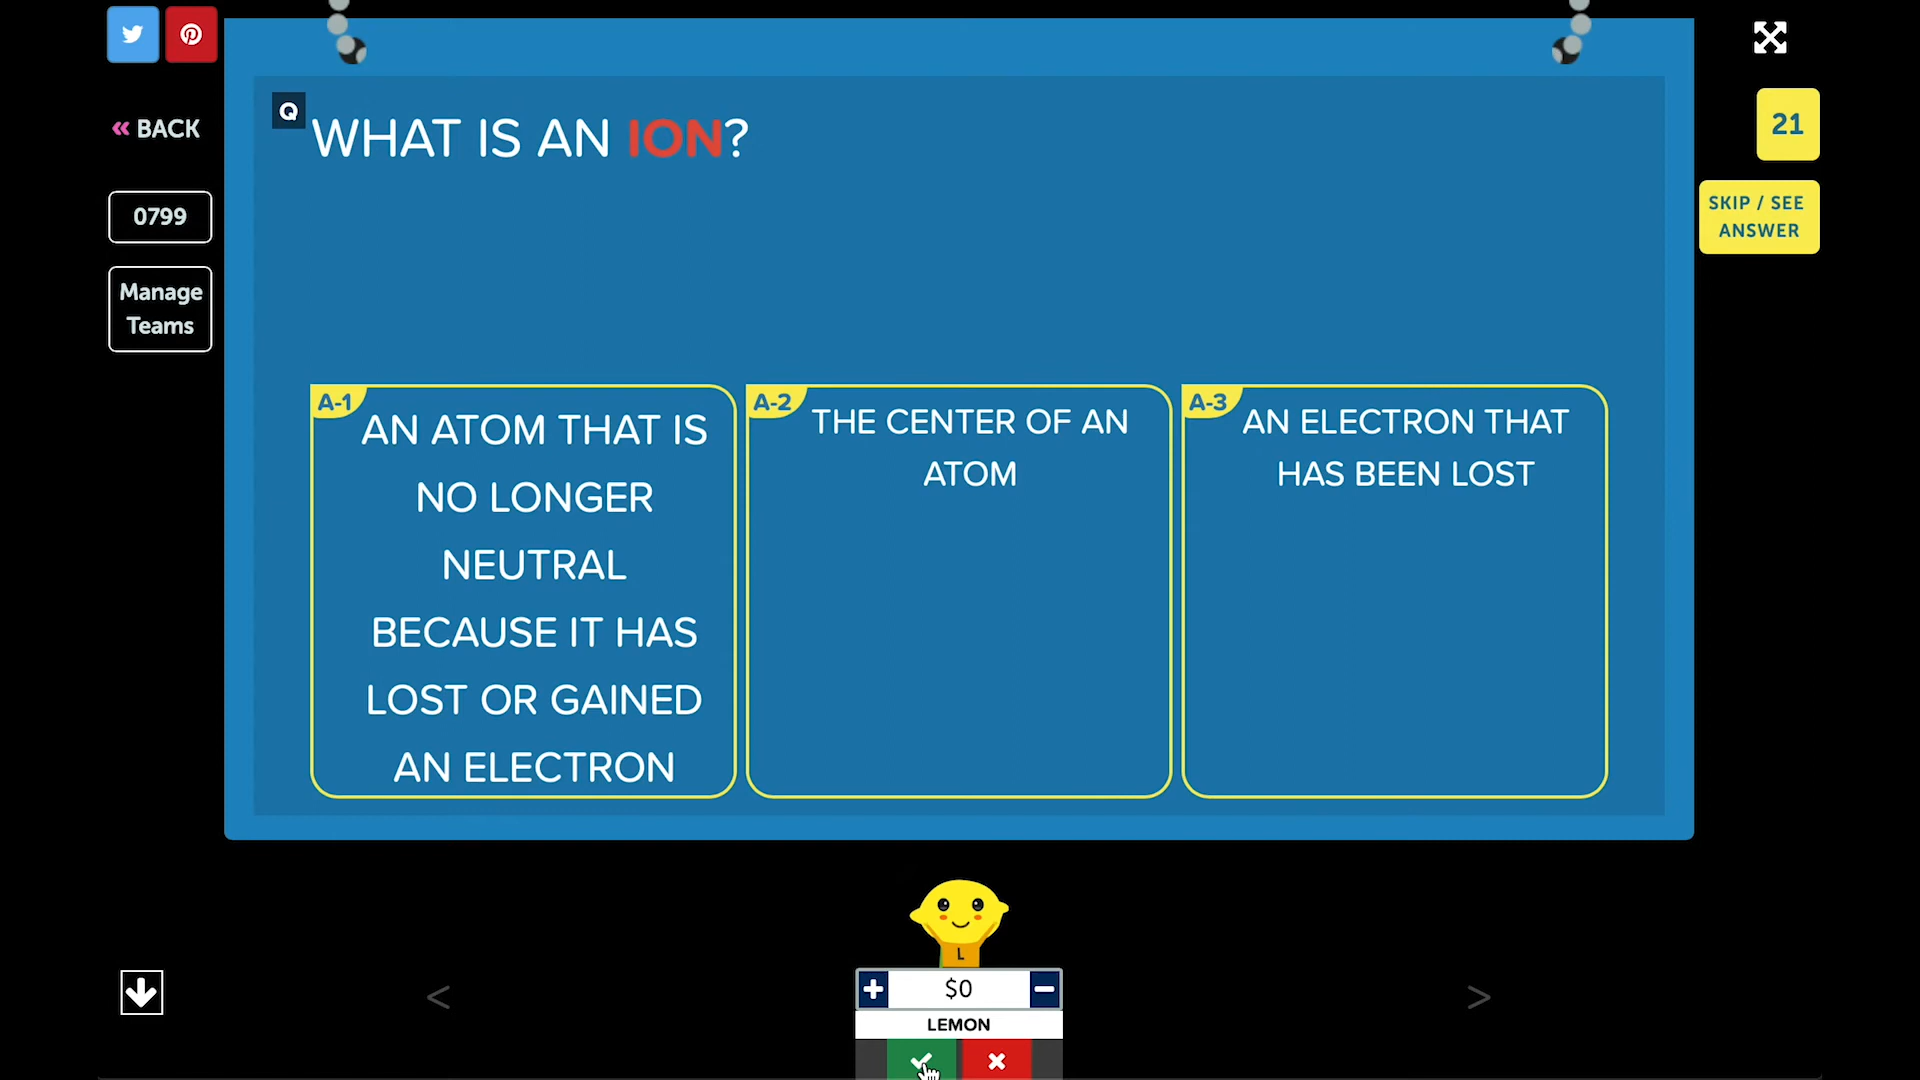 « BACK
0799
Manage
Teams
Q
WHAT IS AN ION?
21
SKIP / SEE
ANSWER
A-1
AN ATOM THAT IS
NO LONGER
NEUTRAL
BECAUSE IT HAS
LOST OR GAINED
AN ELECTRON
A-2
THE CENTER OF AN
ATOM
A-3
AN ELECTRON THAT
HAS BEEN LOST
L
<
+ $0 −
>
LEMON